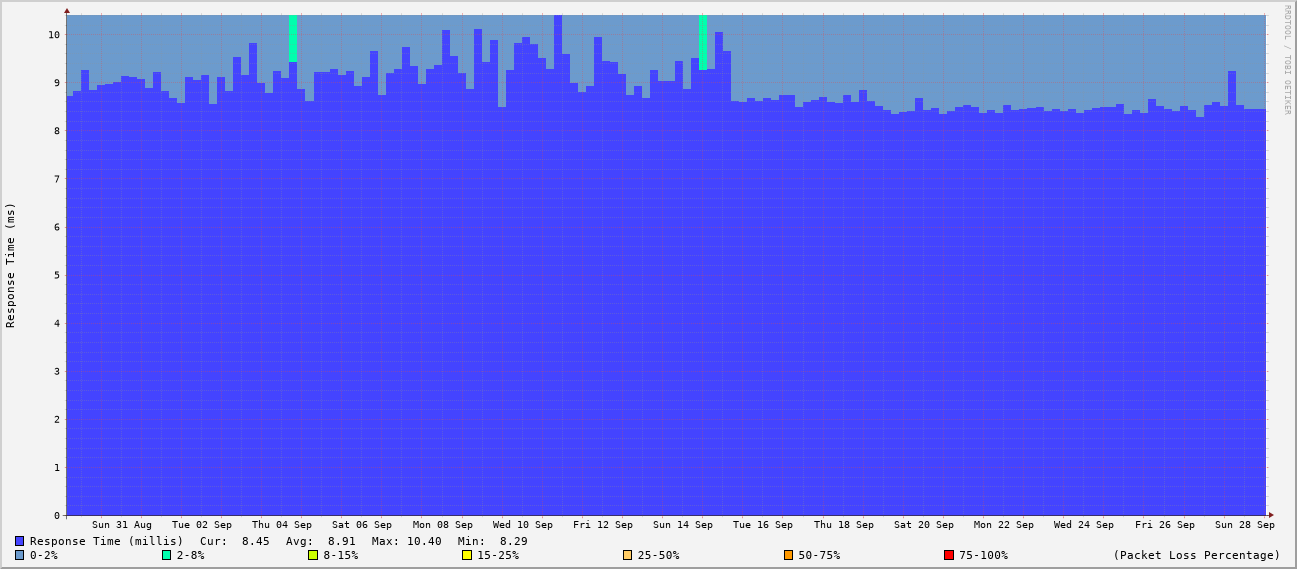 RRDTOOL / TOBI OETIKER
Response Time (ms)
10
9
8
7
6
5
4
3
2
1
0
Sun 31 Aug Tue 02 Sep Thu 04 Sep Sat 06 Sep Mon 08 Sep Wed 10 Sep Fri 12 Sep Sun 14 Sep Tue 16 Sep Thu 18 Sep Sat 20 Sep Mon 22 Sep Wed 24 Sep Fri 26 Sep Sun 28 Sep
Response Time (millis) Cur: 8.45 Avg: 8.91 Max: 10.40 Min: 8.29
0-2% 2-8% 8-15% 15-25% 25-50% 50-75% 75-100% (Packet Loss Percentage)